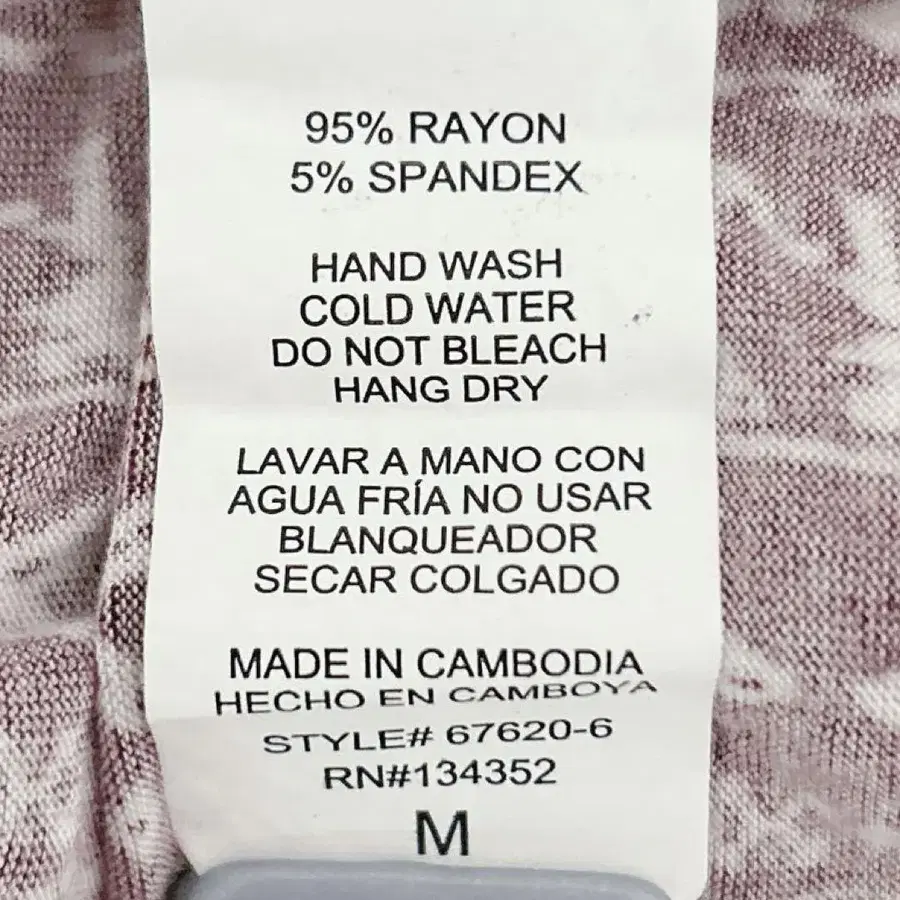 95% RAYON
5% SPANDEX
HAND WASH
COLD WATER
DO NOT BLEACH
HANG DRY
LAVAR A MANO CON
AGUA FRÍA NO USAR
BLANQUEADOR
SECAR COLGADO
MADE IN CAMBODIA
HECHO EN CAMBOYA
STYLE# 67620-6
RN#134352
M